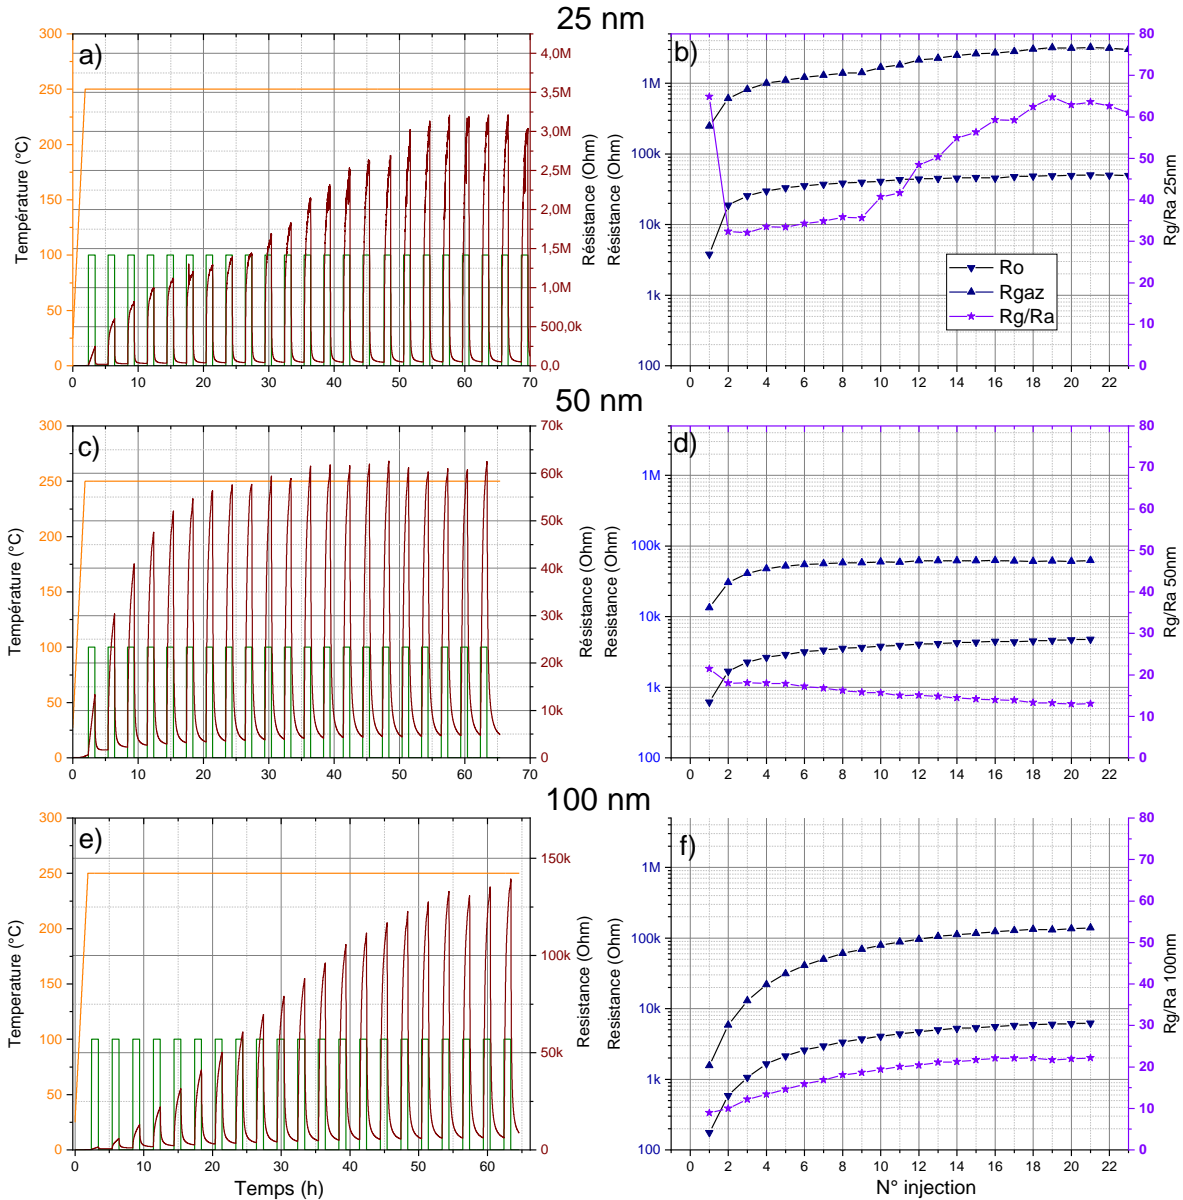 25 nm
a)
300
250
200
150
100
50
0
Température (°C)
4,0M
3,5M
3,0M
2,5M
2,0M
1,5M
1,0M
500,0k
0,0
Résistance (Ohm)
0 10 20 30 40 50 60 70
b)
1M
100k
10k
1k
100
Résistance (Ohm)
80
70
60
50
40
30
20
10
0
Rg/Ra 25nm
Ro
Rgaz
Rg/Ra
0 2 4 6 8 10 12 14 16 18 20 22
50 nm
c)
300
250
200
150
100
50
0
Température (°C)
70k
60k
50k
40k
30k
20k
10k
0
Résistance (Ohm)
0 10 20 30 40 50 60 70
d)
1M
100k
10k
1k
100
Resistance (Ohm)
80
70
60
50
40
30
20
10
0
Rg/Ra 50nm
0 2 4 6 8 10 12 14 16 18 20 22
100 nm
e)
300
250
200
150
100
50
0
Temperature (°C)
150k
100k
50k
0
Resistance (Ohm)
0 10 20 30 40 50 60
Temps (h)
f)
1M
100k
10k
1k
100
Resistance (Ohm)
80
70
60
50
40
30
20
10
0
Rg/Ra 100nm
0 2 4 6 8 10 12 14 16 18 20 22
N° injection